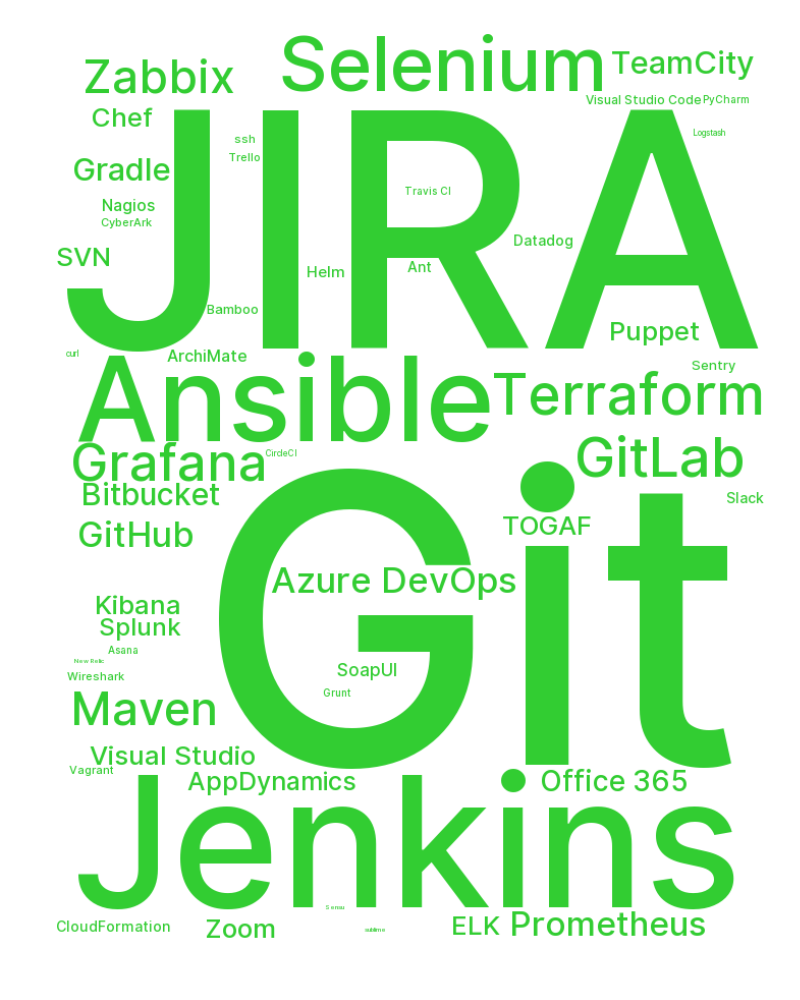 Selenium
Zabbix
TeamCity
Visual Studio Code
PyCharm
Chef
Logstash
JIRA
ssh
Trello
Gradle
Travis CI
Nagios
CyberArk
Datadog
SVN
Helm
Ant
Bamboo
Puppet
curl
ArchiMate
Sentry
Ansible
Terraform
Grafana
CircleCI
GitLab
Bitbucket
Slack
GitHub
TOGAF
Git
Azure DevOps
Kibana
Splunk
Asana
New Relic
SoapUI
Wireshark
Grunt
Maven
Visual Studio
Vagrant
AppDynamics
Office 365
Jenkins
Sensu
CloudFormation
Zoom
sublime
ELK
Prometheus